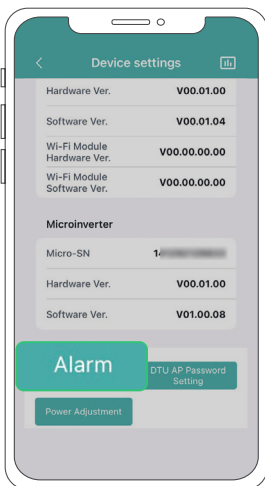 Device settings
Hardware Ver. V00.01.00
Software Ver. V00.01.04
Wi-Fi Module
Hardware Ver. V00.00.00.00
Wi-Fi Module
Software Ver. V00.00.00.00
Microinverter
Micro-SN
Hardware Ver. V00.01.00
Software Ver. V01.00.08
Alarm
DTU AP Password
Setting
Power Adjustment